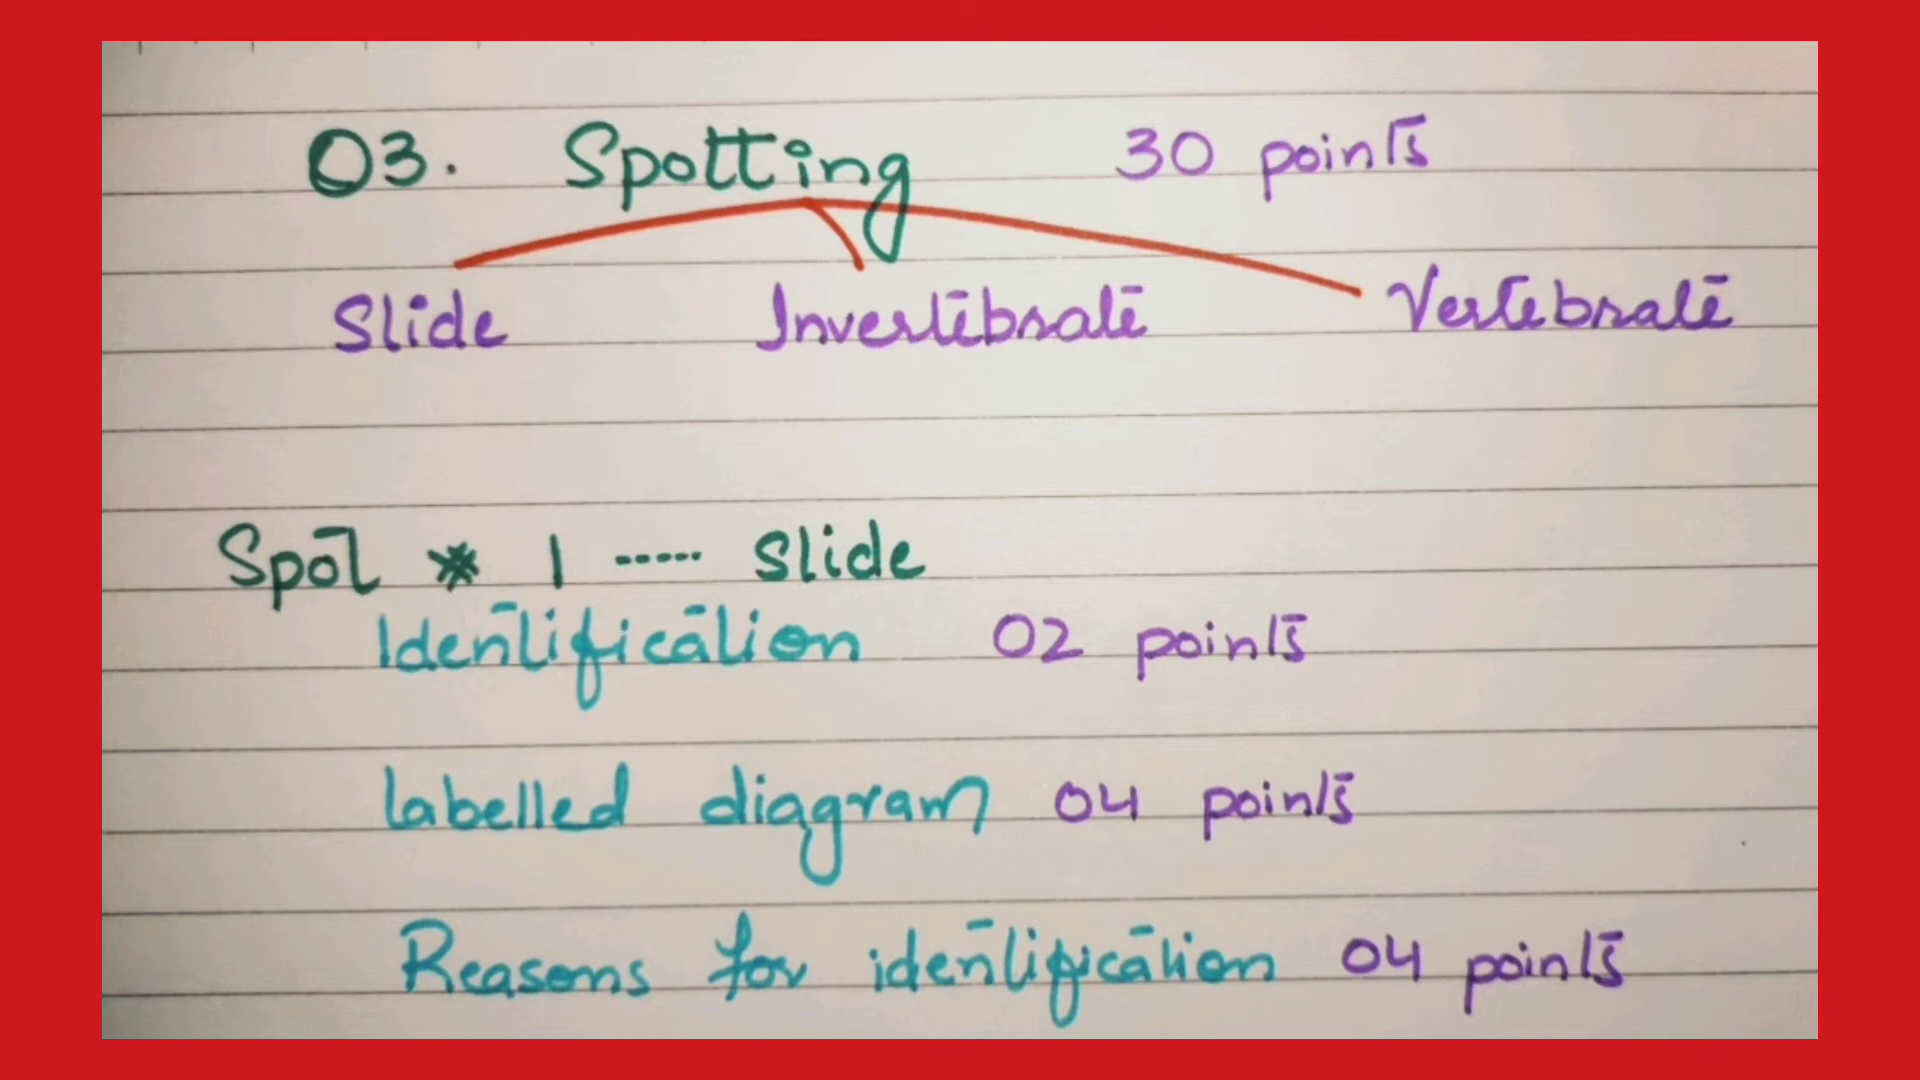 Q3. Spotting 30 points
Slide Invertebrate Vertebrate
Spot * 1 ----- Slide
Identification 02 points
labelled diagram 04 points
Reasons for identification 04 points